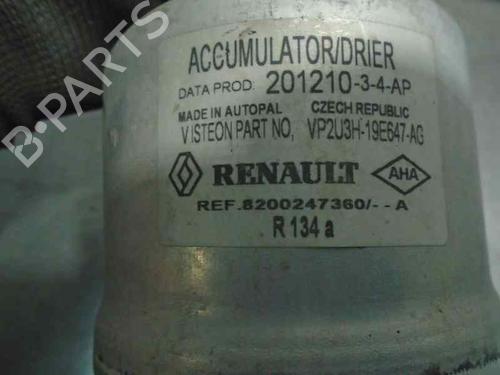 ACCUMULATOR/DRIER
DATA PROD. 201210-3-4-AP
MADE IN AUTOPAL CZECH REPUBLIC
VISTEON PART NO, VP2U3H-19E647-AG
RENAULT AHA
REF.8200247360/--A
R 134 a
B-PARTS